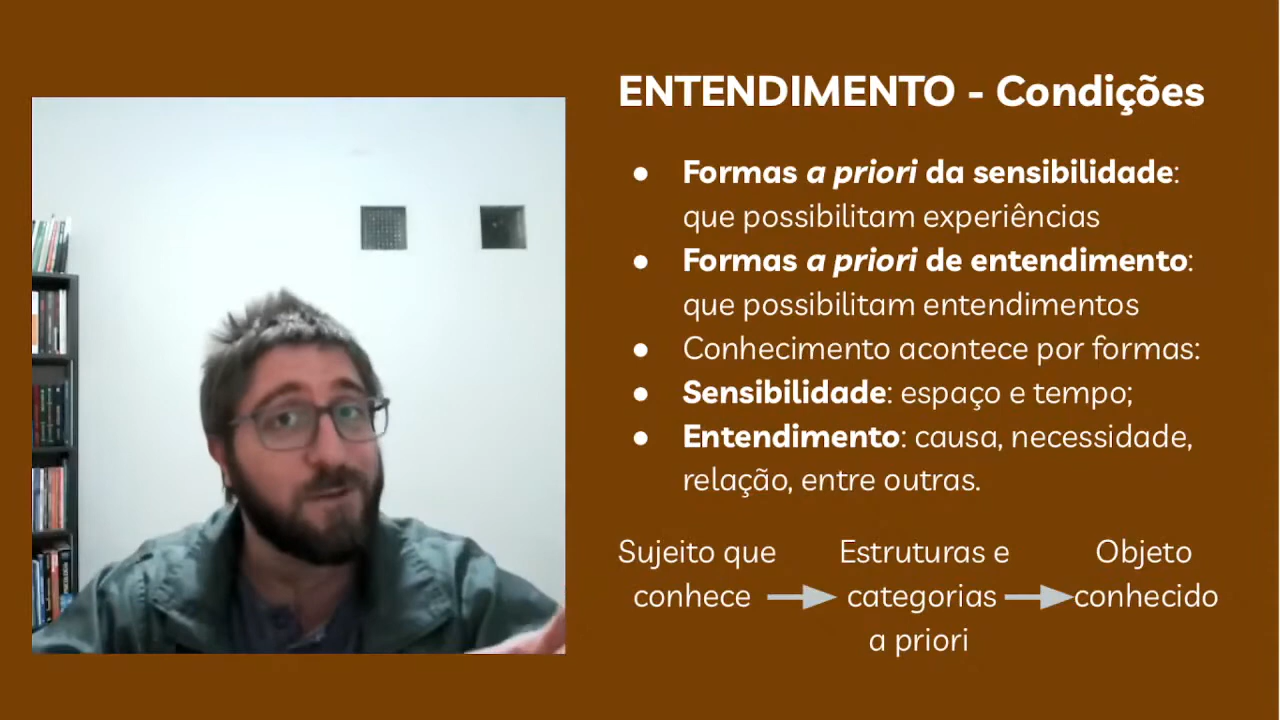 ENTENDIMENTO - Condições
● Formas a priori da sensibilidade:
que possibilitam experiências
● Formas a priori de entendimento:
que possibilitam entendimentos
● Conhecimento acontece por formas:
● Sensibilidade: espaço e tempo;
● Entendimento: causa, necessidade,
relação, entre outras.
Sujeito que
conhece
Estruturas e
categorias
a priori
Objeto
conhecido